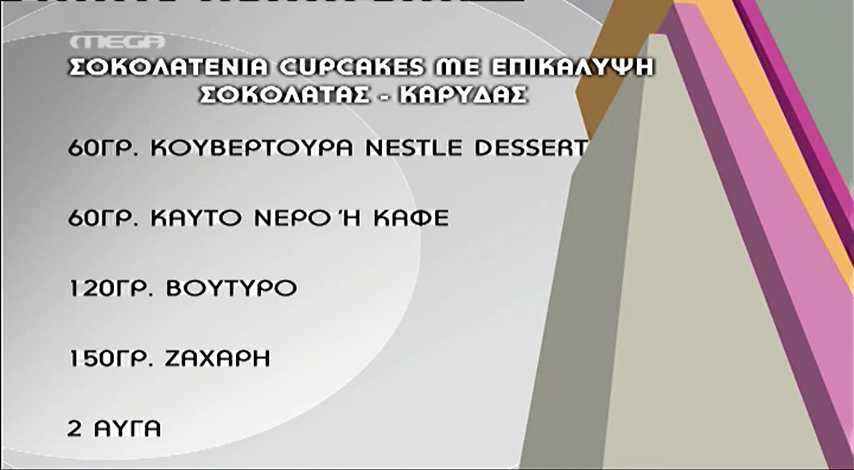 MEGA
ΣΟΚΟΛΑΤΕΝΙΑ CUPCAKES ΜΕ ΕΠΙΚΑΛΥΨΗ
ΣΟΚΟΛΑΤΑΣ - ΚΑΡΥΔΑΣ
60ΓΡ. ΚΟΥΒΕΡΤΟΥΡΑ NESTLE DESSERT
60ΓΡ. ΚΑΥΤΟ ΝΕΡΟ Ή ΚΑΦΕ
120ΓΡ. ΒΟΥΤΥΡΟ
150ΓΡ. ΖΑΧΑΡΗ
2 ΑΥΓΑ